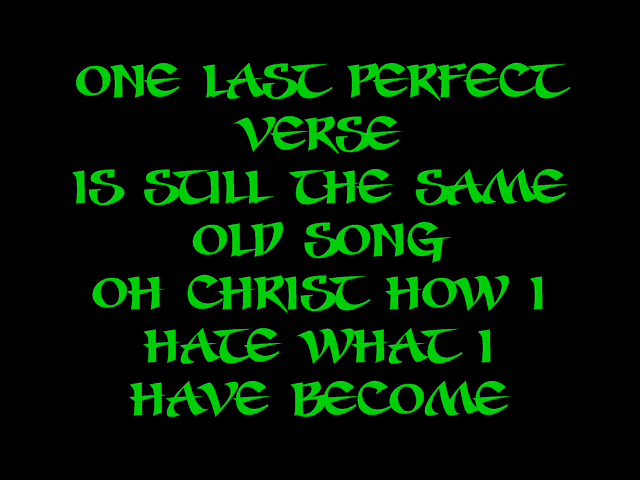 ONE LAST PERFECT
VERSE
IS STILL THE SAME
OLD SONG
OH CHRIST HOW I
HATE WHAT I
HAVE BECOME